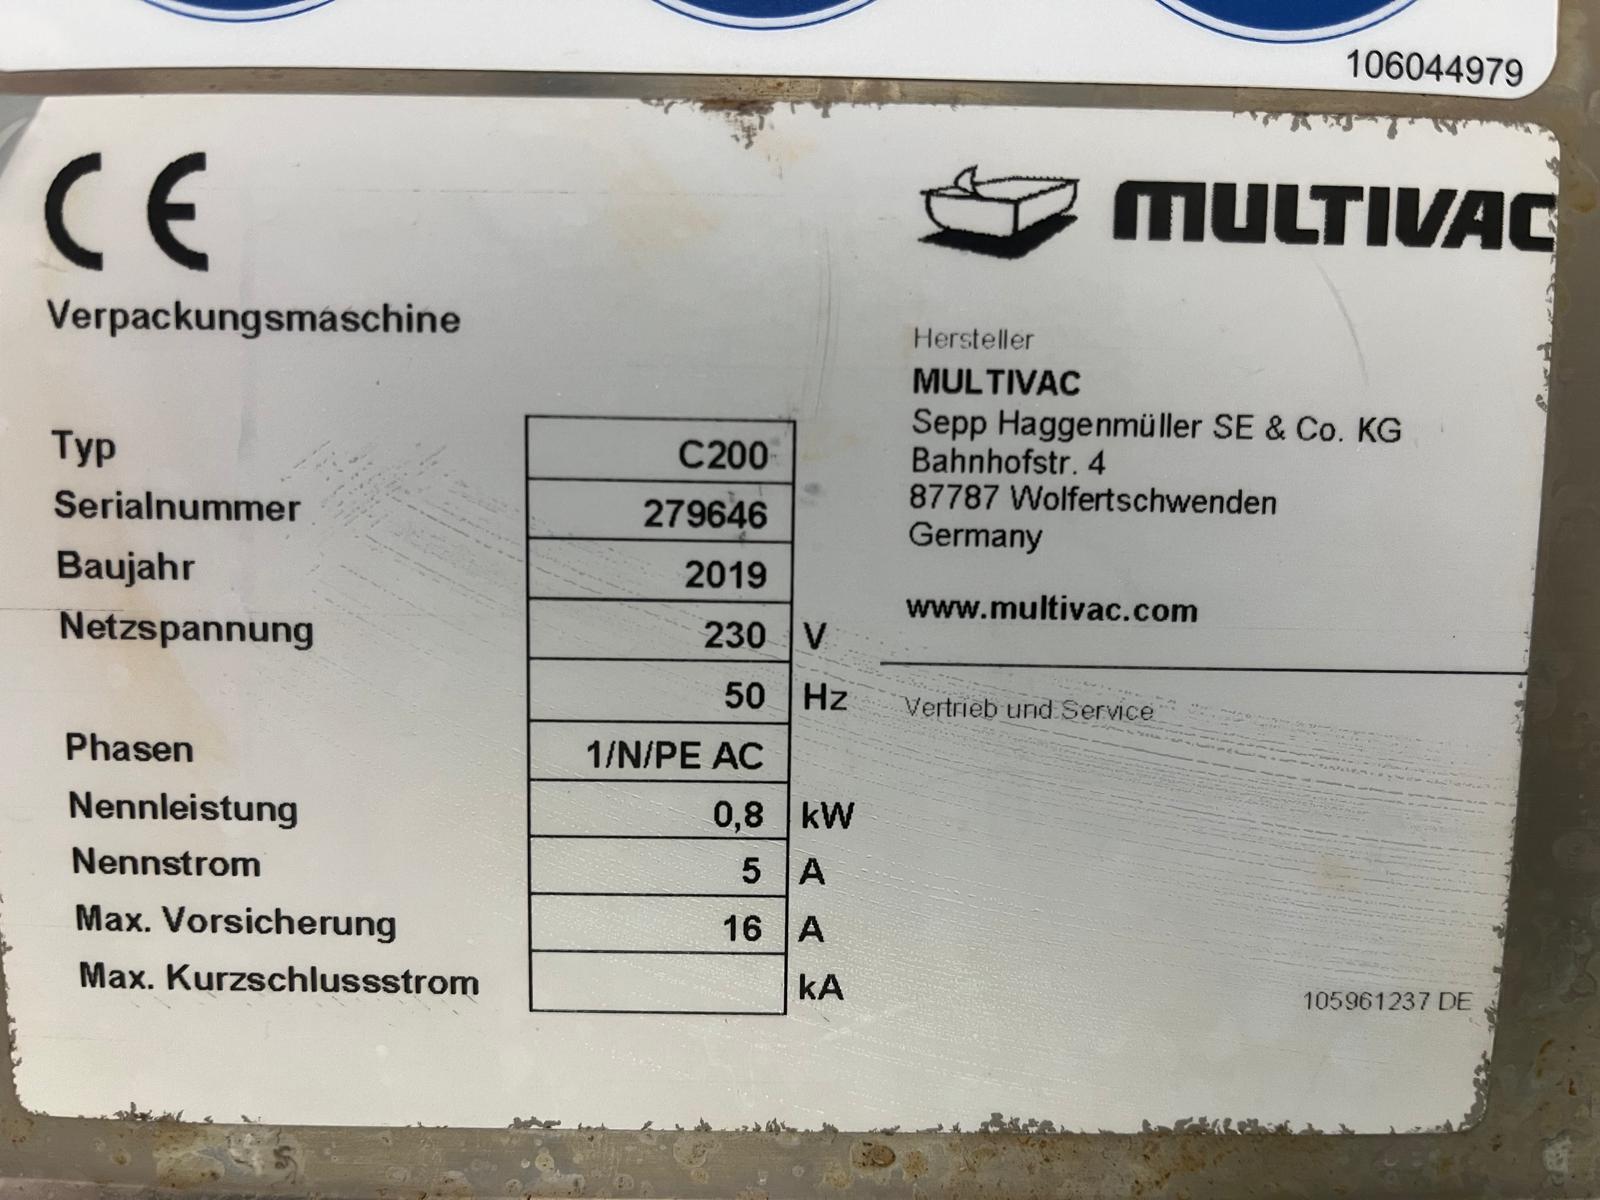 106044979
CE
MULTIVAC
Verpackungsmaschine
Hersteller
MULTIVAC
Sepp Haggenmüller SE & Co. KG
Bahnhofstr. 4
87787 Wolfertschwenden
Germany
www.multivac.com
Typ C200
Serialnummer 279646
Baujahr 2019
Netzspannung 230 V
50 Hz
Phasen 1/N/PE AC
Nennleistung 0,8 kW
Nennstrom 5 A
Max. Vorsicherung 16 A
Max. Kurzschlussstrom kA
Vertrieb und Service
105961237 DE